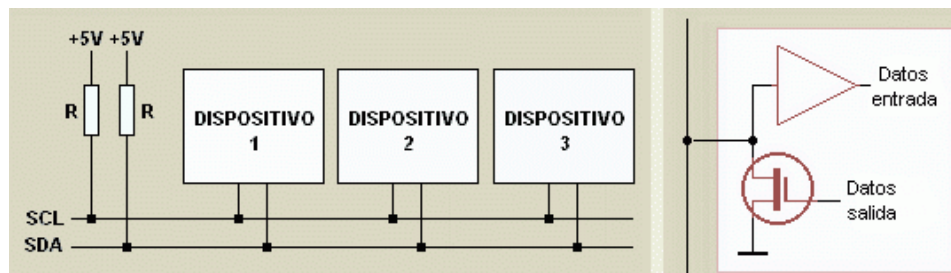 +5V +5V
R
R
DISPOSITIVO
1
DISPOSITIVO
2
DISPOSITIVO
3
SCL
SDA
Datos
entrada
Datos
salida